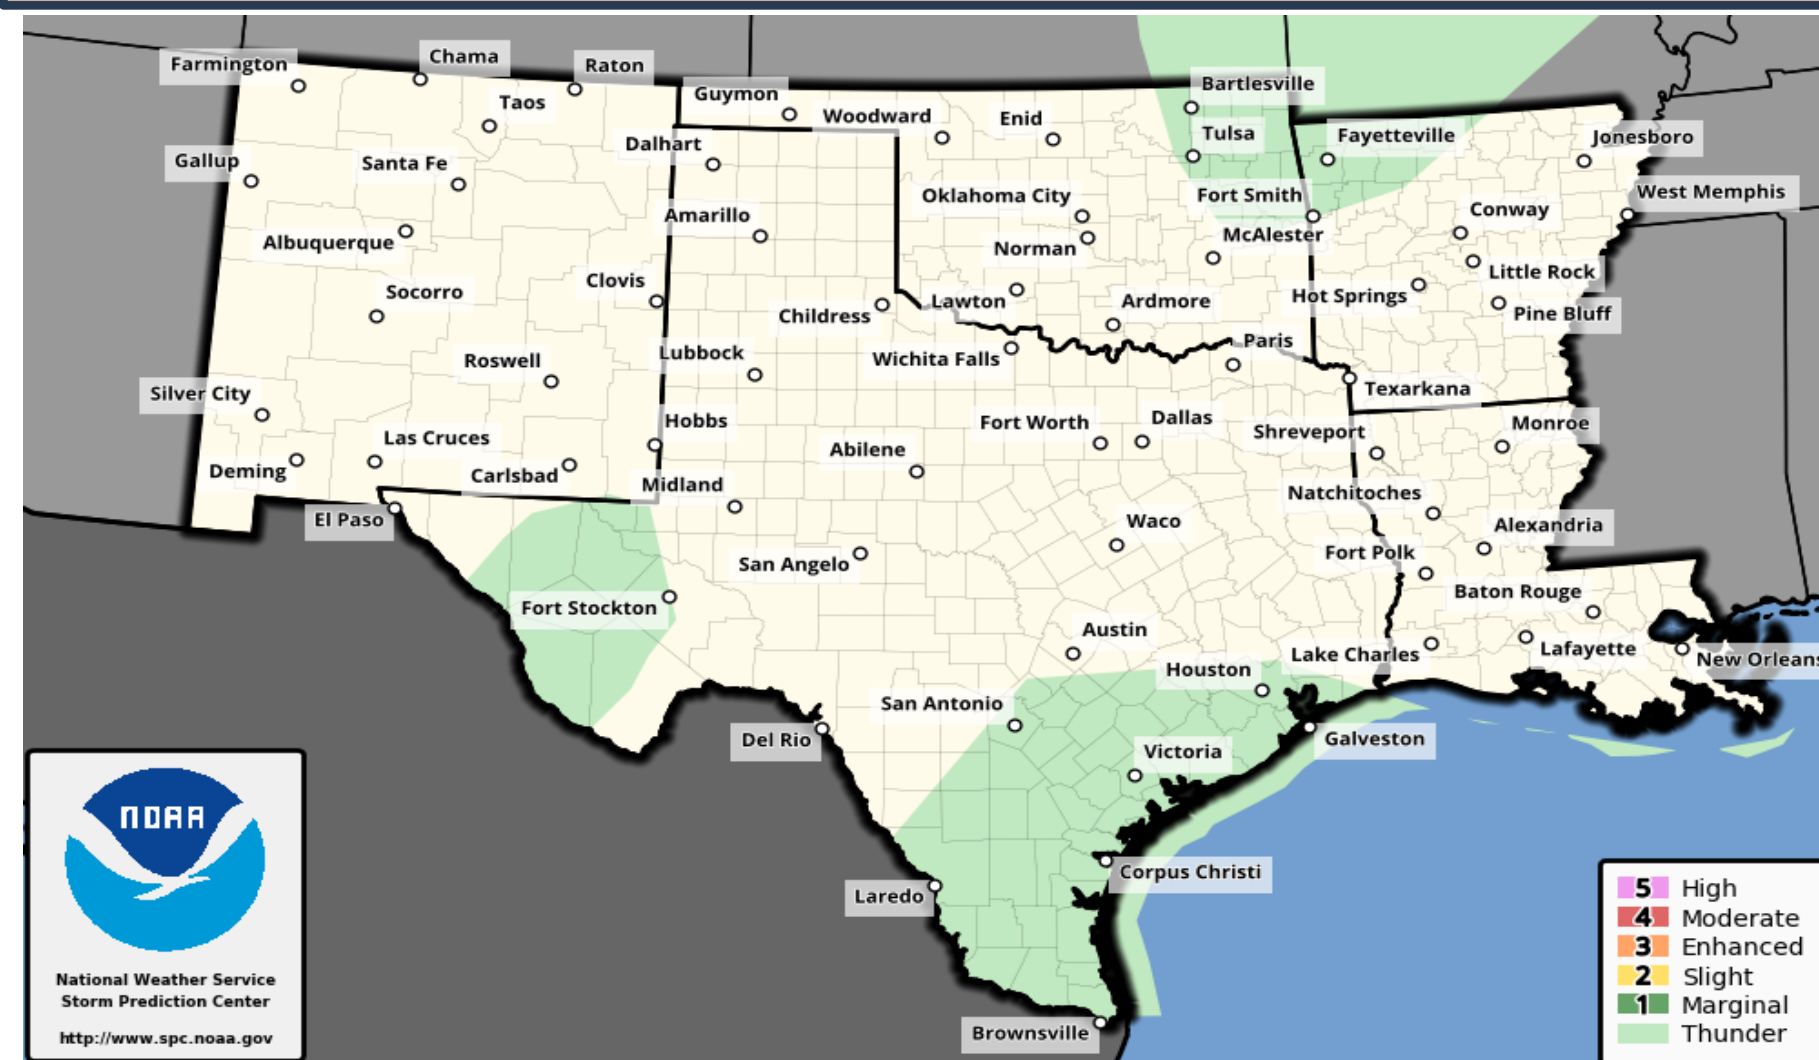 Farmington
Chama
Raton
Taos
Guymon
Woodward
Enid
Bartlesville
Tulsa
Fayetteville
Jonesboro
Dalhart
Gallup
Santa Fe
Oklahoma City
Fort Smith
West Memphis
Amarillo
Conway
Albuquerque
Norman
McAlester
Clovis
Socorro
Little Rock
Lawton
Ardmore
Hot Springs
Childress
Pine Bluff
Paris
Roswell
Lubbock
Wichita Falls
Silver City
Texarkana
Hobbs
Fort Worth
Dallas
Shreveport
Monroe
Las Cruces
Abilene
Deming
Carlsbad
Midland
Natchitoches
El Paso
Waco
Alexandria
San Angelo
Fort Polk
Fort Stockton
Baton Rouge
Austin
Lake Charles
Lafayette
New Orleans
Houston
San Antonio
Del Rio
Victoria
Galveston
Corpus Christi
Laredo
Brownsville
NOAA
National Weather Service
Storm Prediction Center
http://www.spc.noaa.gov
5 High
4 Moderate
3 Enhanced
2 Slight
1 Marginal
Thunder